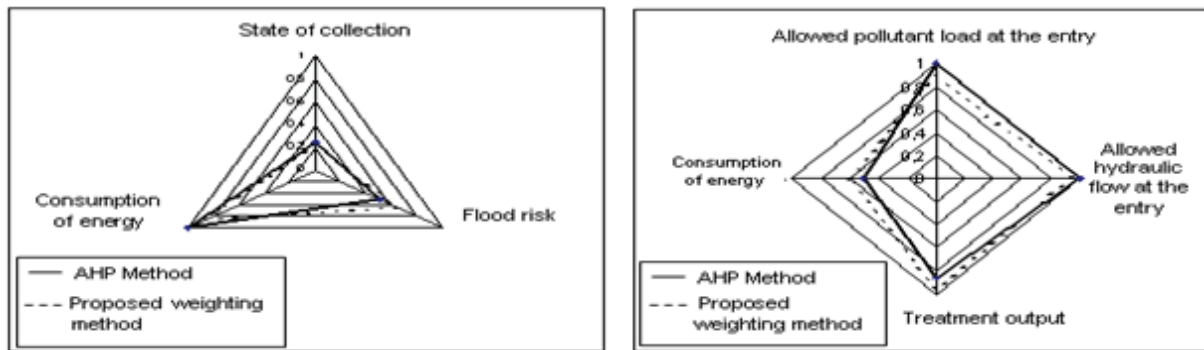 State of collection
1
0,8
0,6
0,4
0,2
0
Consumption
of energy
Flood risk
AHP Method
Proposed weighting
method
Allowed pollutant load at the entry
1
0,8
0,6
0,4
0,2
0
Consumption
of energy
Allowed
hydraulic
flow at the
entry
AHP Method
Proposed
weighting method
Treatment output